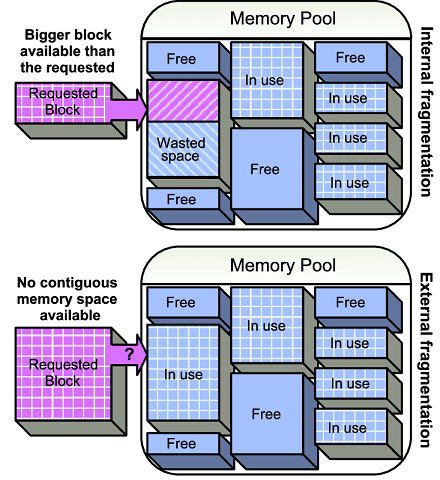 Memory Pool
Bigger block
available than
the requested
Requested
Block
Free
Wasted
space
Free
In use
Free
Free
In use
In use
In use
Internal fragmentation
Memory Pool
No contiguous
memory space
available
Requested
Block
?
Free
In use
Free
In use
Free
Free
In use
In use
In use
External fragmentation